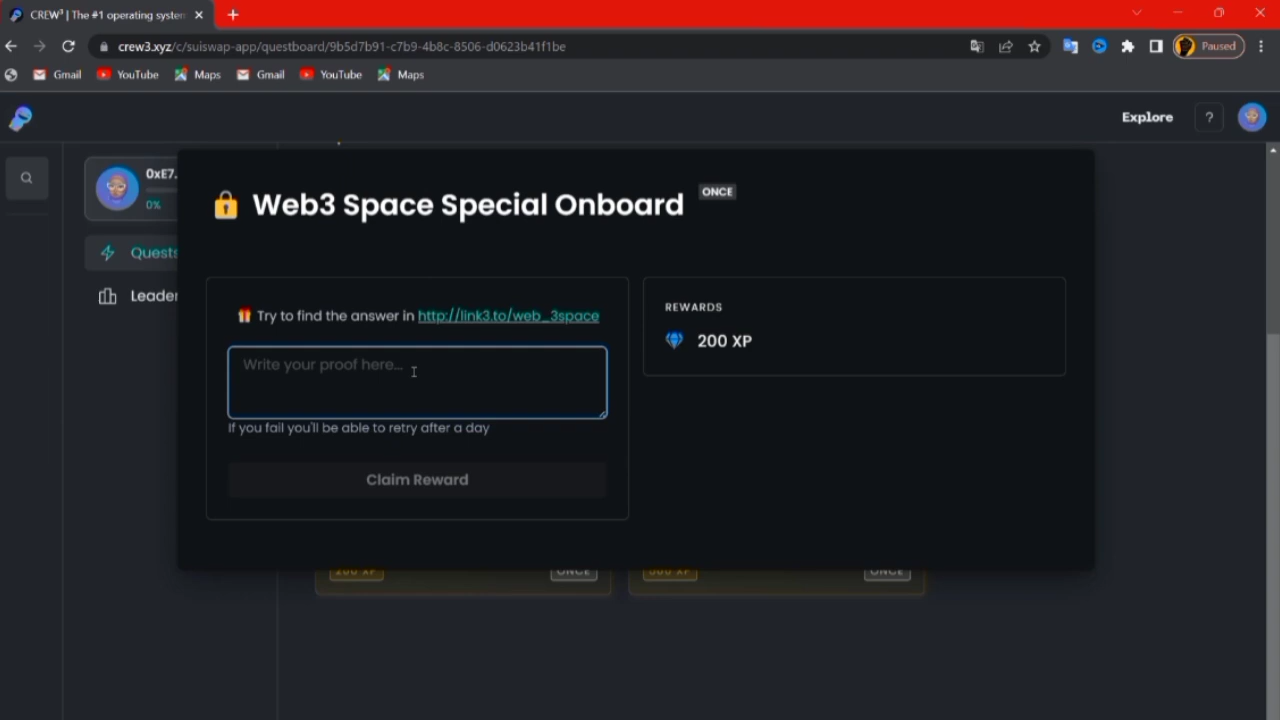 CREW³ | The #1 operating system
crew3.xyz/c/suiswap-app/questboard/9b5d7b91-c7b9-4b8c-8506-d0623b41f1be
Paused
Gmail YouTube Maps Gmail YouTube Maps
Explore ?
0xE7.
0%
Quests
Leader
Web3 Space Special Onboard ONCE
Try to find the answer in http://link3.to/web_3space
Write your proof here...
If you fail you'll be able to retry after a day
Claim Reward
REWARDS
200 XP
200 XP ONCE 300 XP ONCE